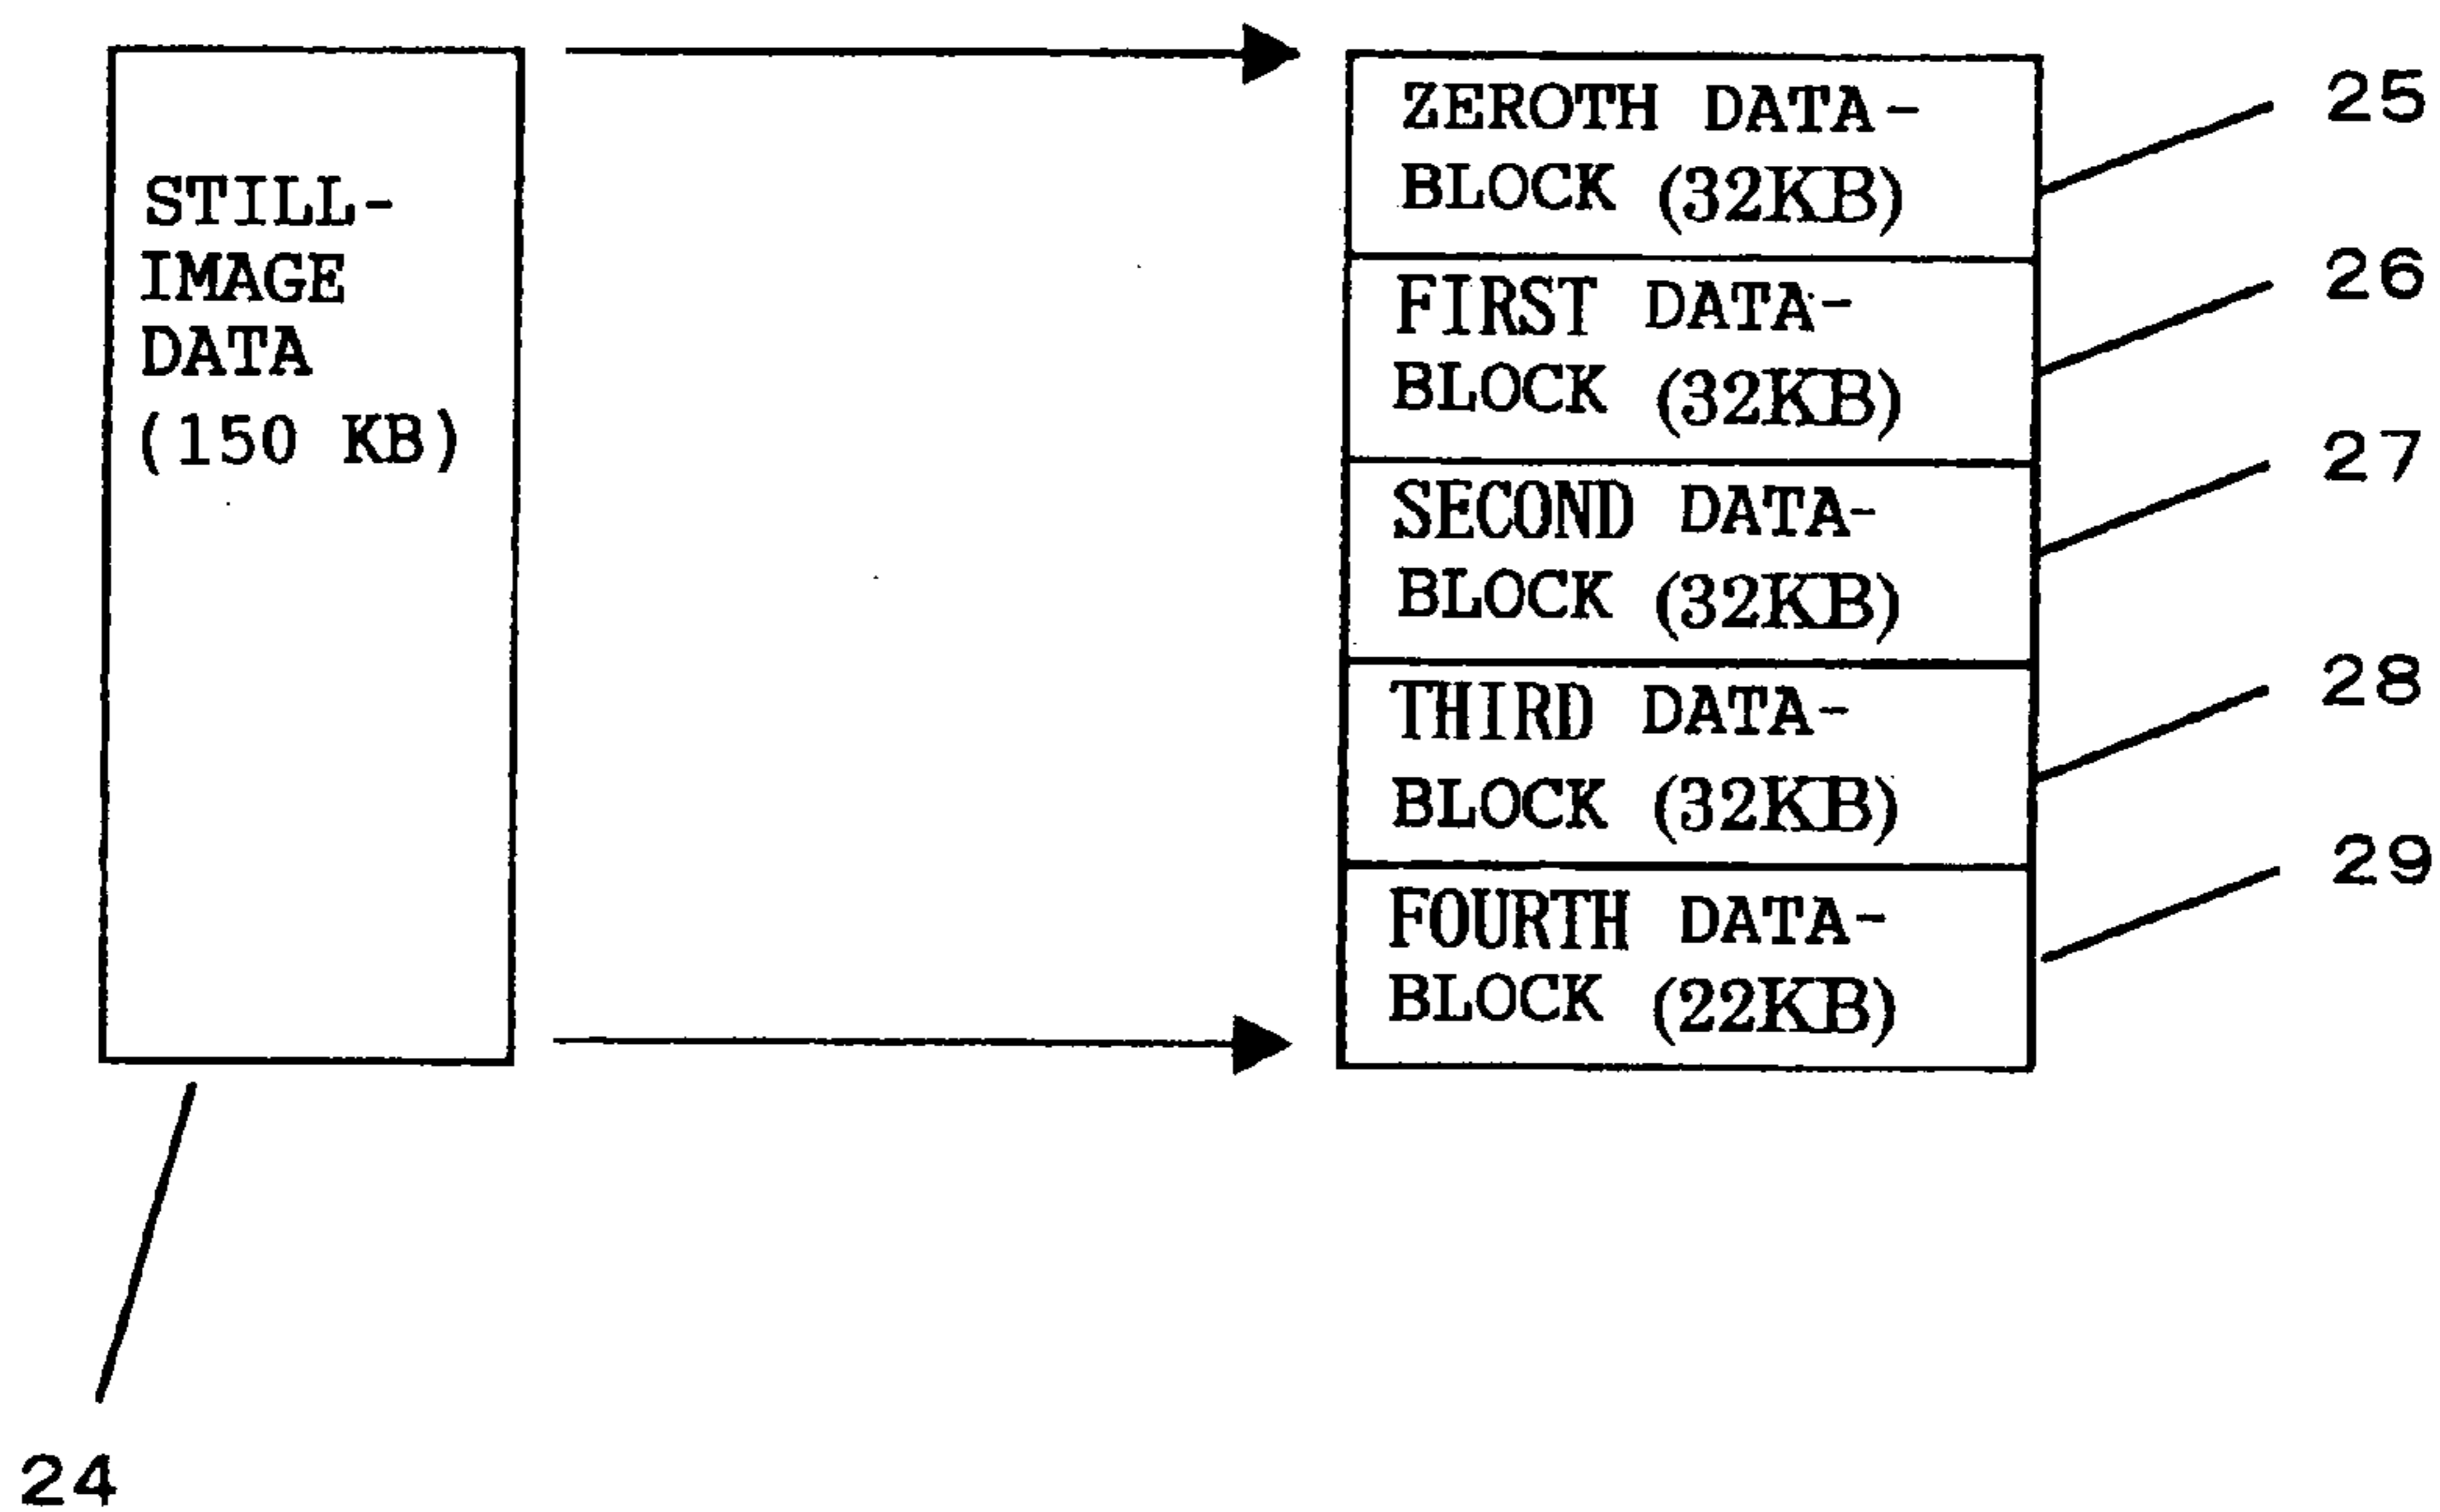 STILL-
IMAGE
DATA
(150 KB)
24
ZEROTH DATA-
BLOCK (32KB)
25
FIRST DATA-
BLOCK (32KB)
26
SECOND DATA-
BLOCK (32KB)
27
THIRD DATA-
BLOCK (32KB)
28
FOURTH DATA-
BLOCK (22KB)
29